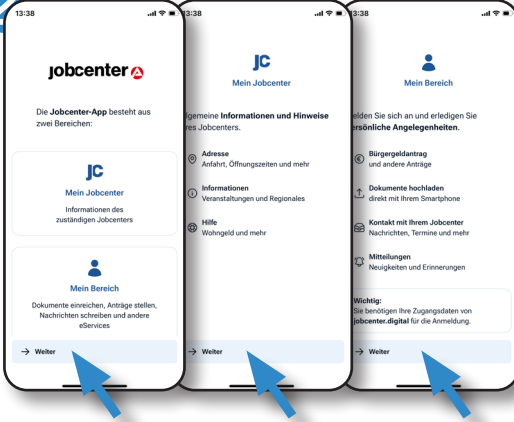 13:38
jobcenter
Die Jobcenter-App besteht aus
zwei Bereichen:
JC
Mein Jobcenter
Informationen des
zuständigen Jobcenters
Mein Bereich
Dokumente einreichen, Anträge stellen,
Nachrichten schreiben und andere
eServices
→ Weiter
13:38
JC
Mein Jobcenter
lgemeine Informationen und Hinweise
res Jobcenters.
Adresse
Anfahrt, Öffnungszeiten und mehr
Informationen
Veranstaltungen und Regionales
Hilfe
Wohngeld und mehr
→ Weiter
13:38
Mein Bereich
elden Sie sich an und erledigen Sie
ersönliche Angelegenheiten.
Bürgergeldantrag
und andere Anträge
Dokumente hochladen
direkt mit Ihrem Smartphone
Kontakt mit Ihrem Jobcenter
Nachrichten, Termine und mehr
Mitteilungen
Neuigkeiten und Erinnerungen
Wichtig:
Sie benötigen Ihre Zugangsdaten von
jobcenter.digital für die Anmeldung.
→ Weiter